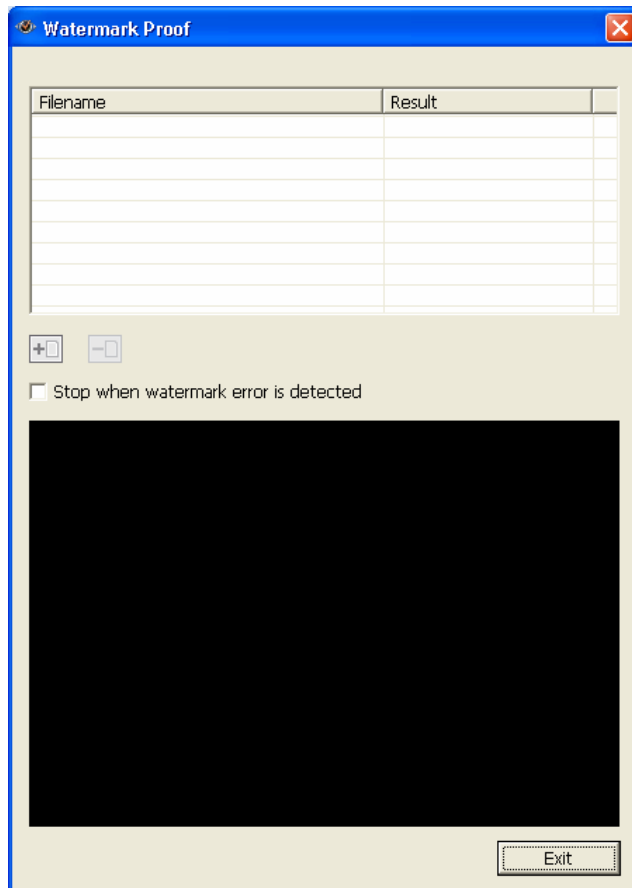 Watermark Proof
Filename Result
Stop when watermark error is detected
Exit